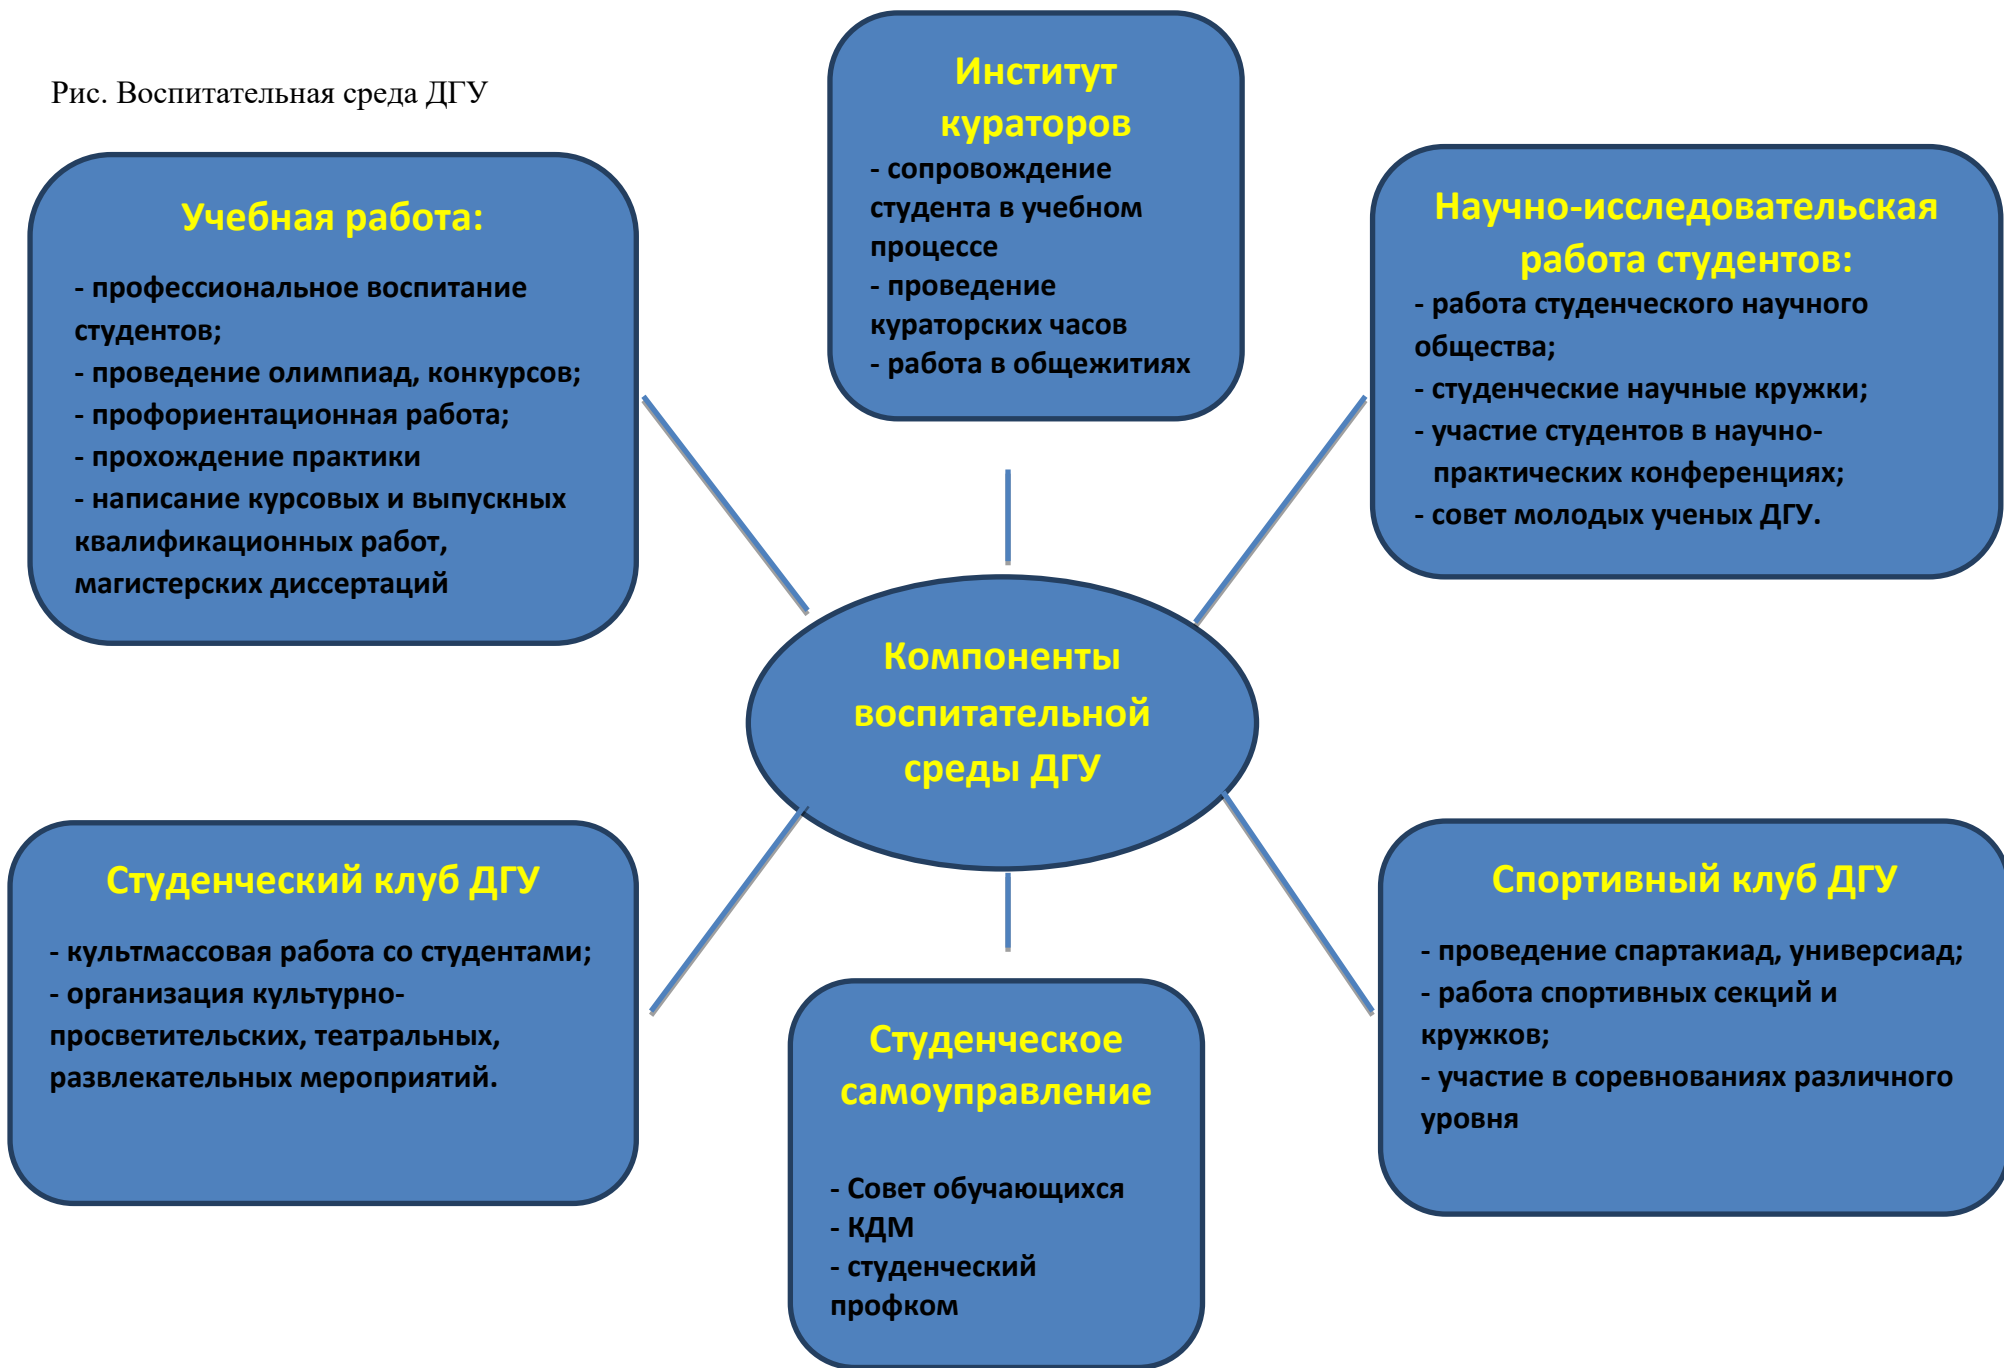 Рис. Воспитательная среда ДГУ
Учебная работа:
- профессиональное воспитание
студентов;
- проведение олимпиад, конкурсов;
- профориентационная работа;
- прохождение практики
- написание курсовых и выпускных
квалификационных работ,
магистерских диссертаций
Институт
кураторов
- сопровождение
студента в учебном
процессе
- проведение
кураторских часов
- работа в общежитиях
Научно-исследовательская
работа студентов:
- работа студенческого научного
общества;
- студенческие научные кружки;
- участие студентов в научно-
практических конференциях;
- совет молодых ученых ДГУ.
Компоненты
воспитательной
среды ДГУ
Студенческий клуб ДГУ
- культмассовая работа со студентами;
- организация культурно-
просветительских, театральных,
развлекательных мероприятий.
Студенческое
самоуправление
- Совет обучающихся
- КДМ
- студенческий
профком
Спортивный клуб ДГУ
- проведение спартакиад, универсиад;
- работа спортивных секций и
кружков;
- участие в соревнованиях различного
уровня